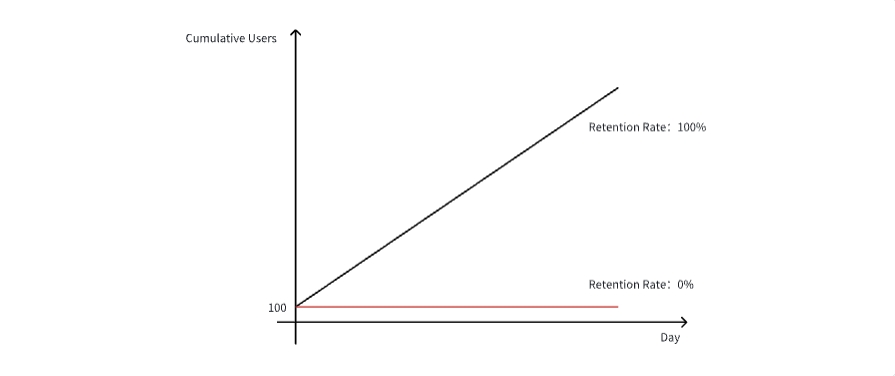 Cumulative Users
Retention Rate：100%
Retention Rate：0%
100
Day